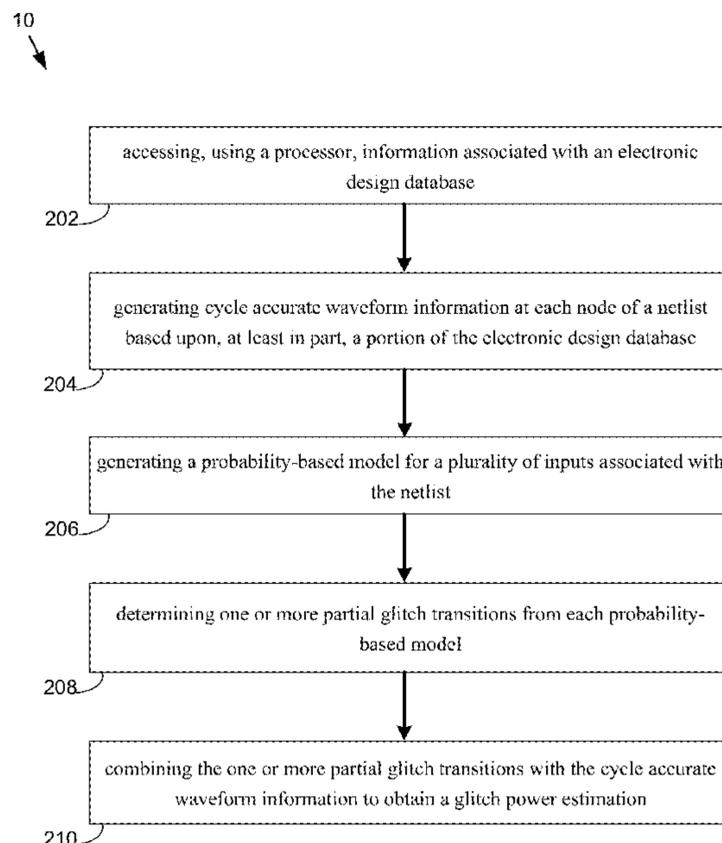 10
accessing, using a processor, information associated with an electronic
design database
202
generating cycle accurate waveform information at each node of a netlist
based upon, at least in part, a portion of the electronic design database
204
generating a probability-based model for a plurality of inputs associated with
the netlist
206
determining one or more partial glitch transitions from each probability-
based model
208
combining the one or more partial glitch transitions with the cycle accurate
waveform information to obtain a glitch power estimation
210